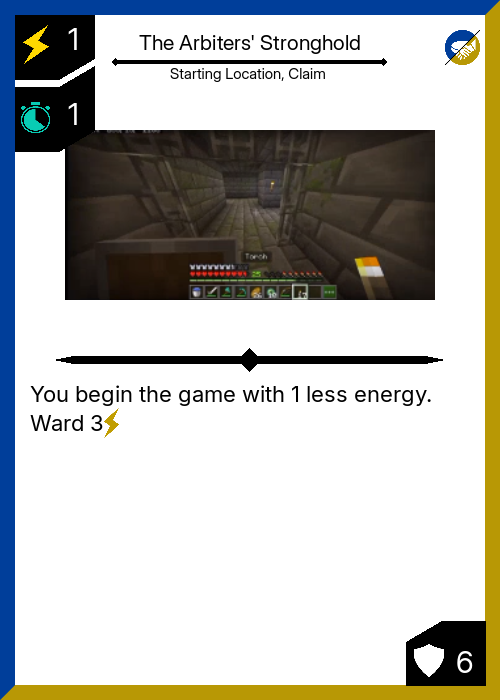 1
The Arbiters' Stronghold
Starting Location, Claim
1
Torch
25
You begin the game with 1 less energy.
Ward 3
6